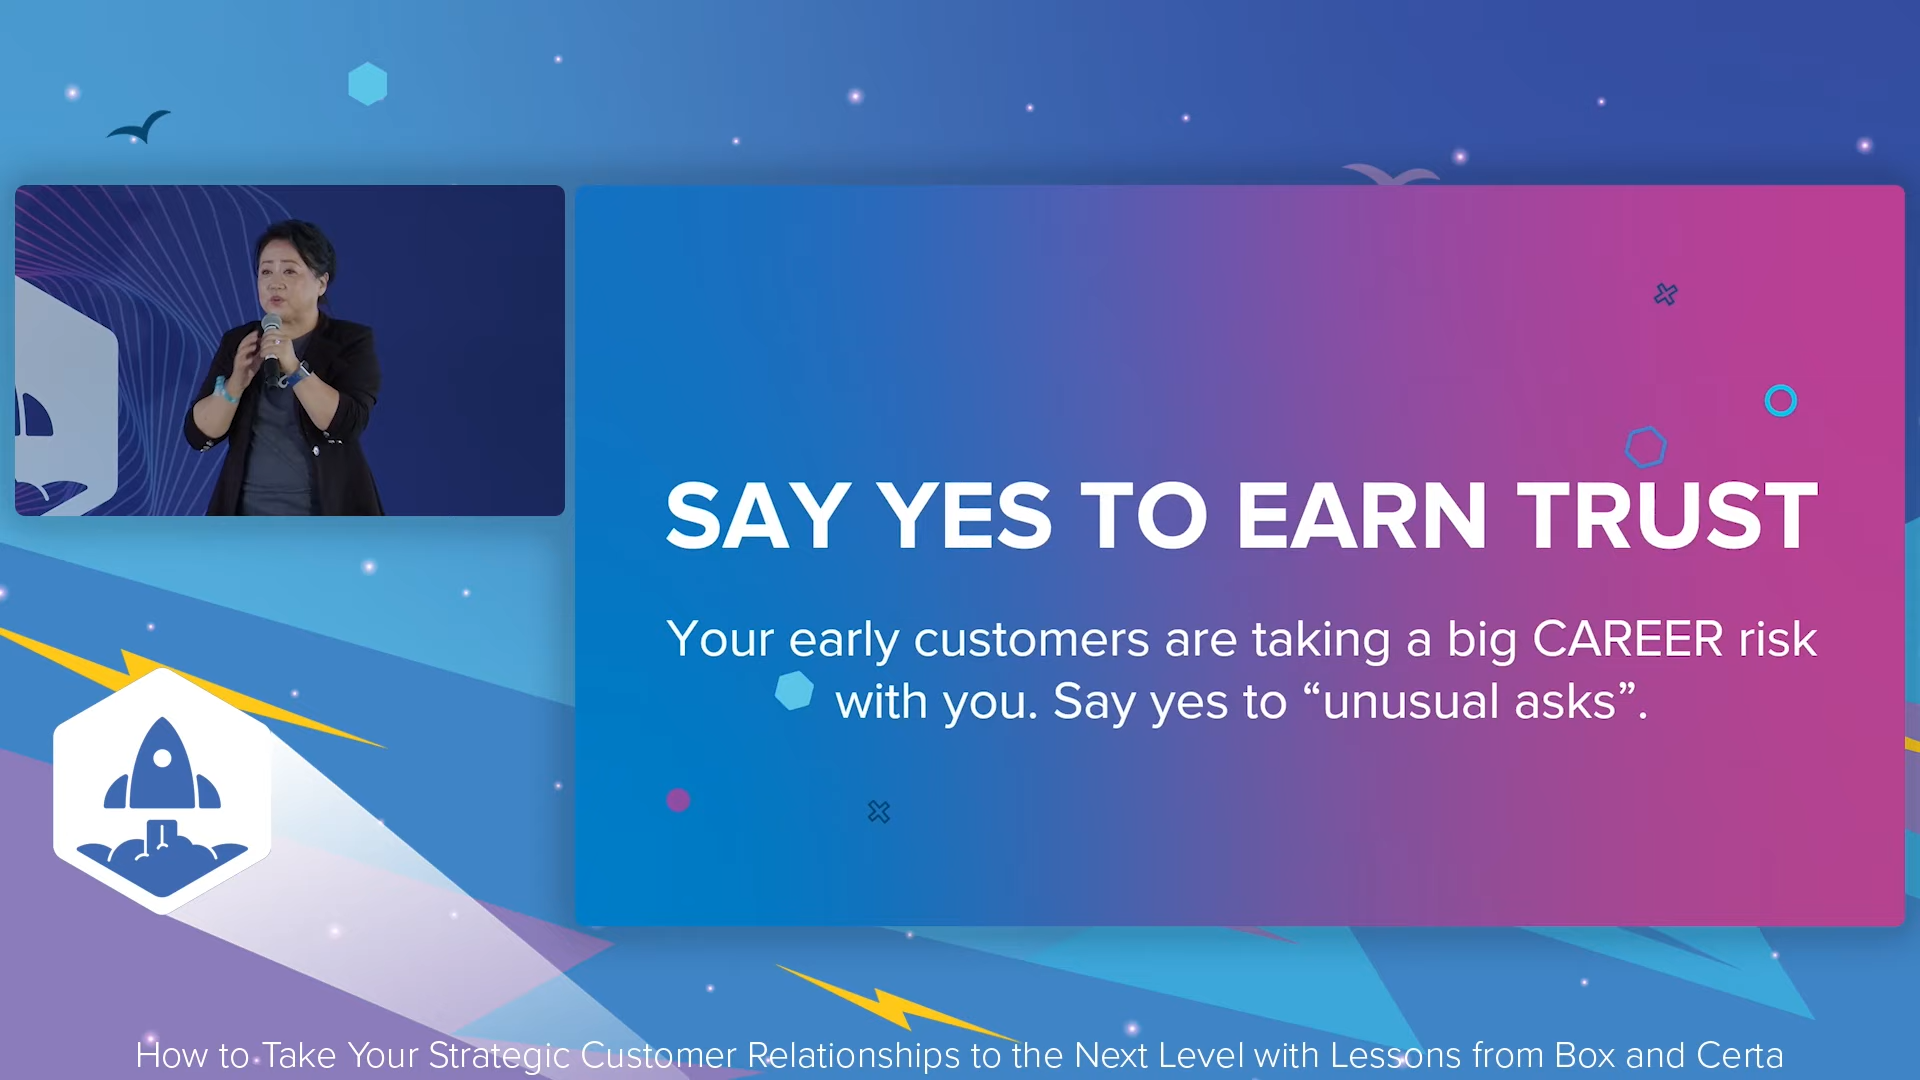 SAY YES TO EARN TRUST
Your early customers are taking a big CAREER risk
with you. Say yes to “unusual asks”.
How to Take Your Strategic Customer Relationships to the Next Level with Lessons from Box and Certa